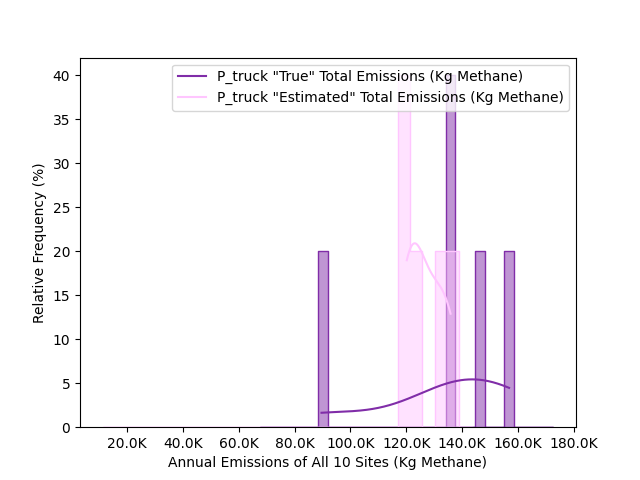 P_truck "True" Total Emissions (Kg Methane)
P_truck "Estimated" Total Emissions (Kg Methane)
Relative Frequency (%)
40
35
30
25
20
15
10
5
0
20.0K 40.0K 60.0K 80.0K 100.0K 120.0K 140.0K 160.0K 180.0K
Annual Emissions of All 10 Sites (Kg Methane)